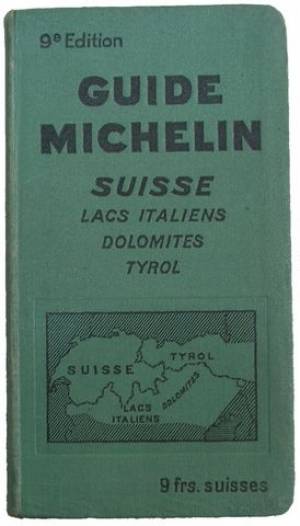 9e Edition
GUIDE
MICHELIN
SUISSE
LACS ITALIENS
DOLOMITES
TYROL
SUISSE
TYROL
DOLOMITES
LACS
ITALIENS
9 frs. suisses